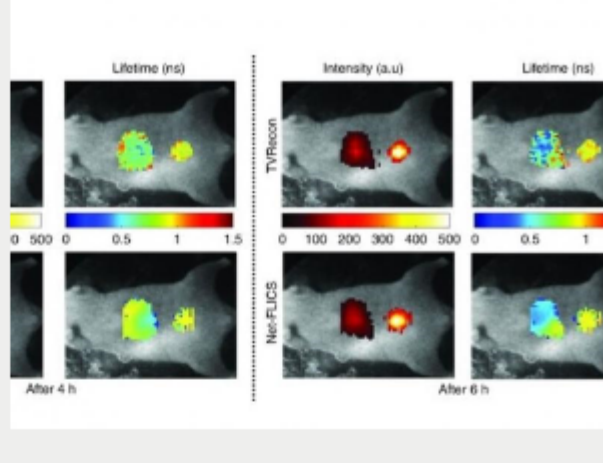 Lifetime (ns)
Intensity (a.u)
Lifetime (ns)
TVRecon
0 500
0 0.5 1 1.5
0 100 200 300 400 500
0 0.5 1
Net-FLICS
After 4 h
After 6 h